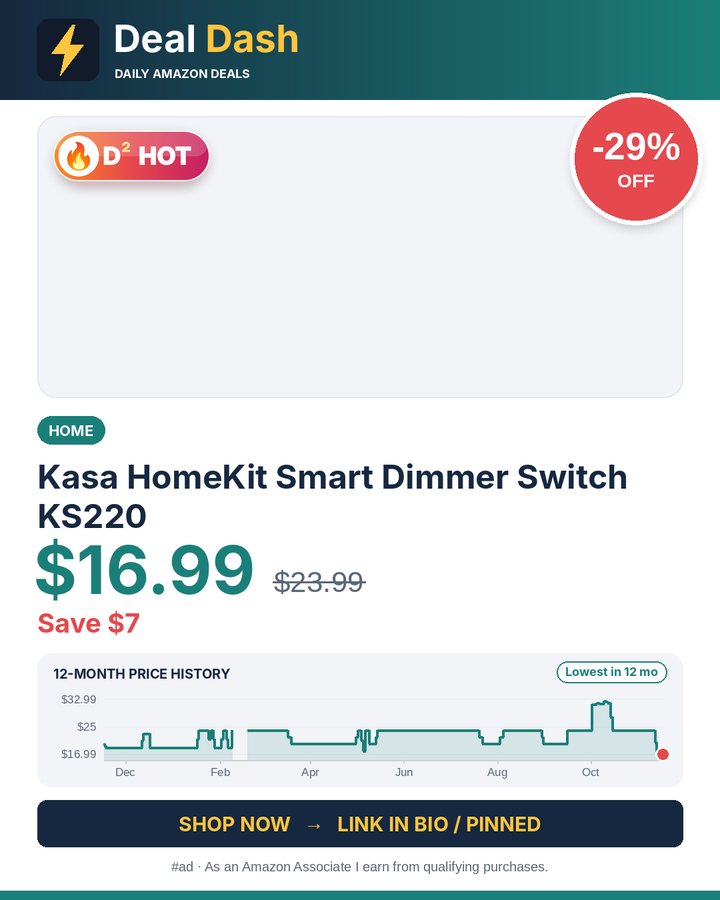 Deal Dash
DAILY AMAZON DEALS
D² HOT
-29%
OFF
HOME
Kasa HomeKit Smart Dimmer Switch
KS220
$16.99 $23.99
Save $7
12-MONTH PRICE HISTORY
Lowest in 12 mo
$32.99
$25
$16.99
Dec Feb Apr Jun Aug Oct
SHOP NOW → LINK IN BIO / PINNED
#ad · As an Amazon Associate I earn from qualifying purchases.